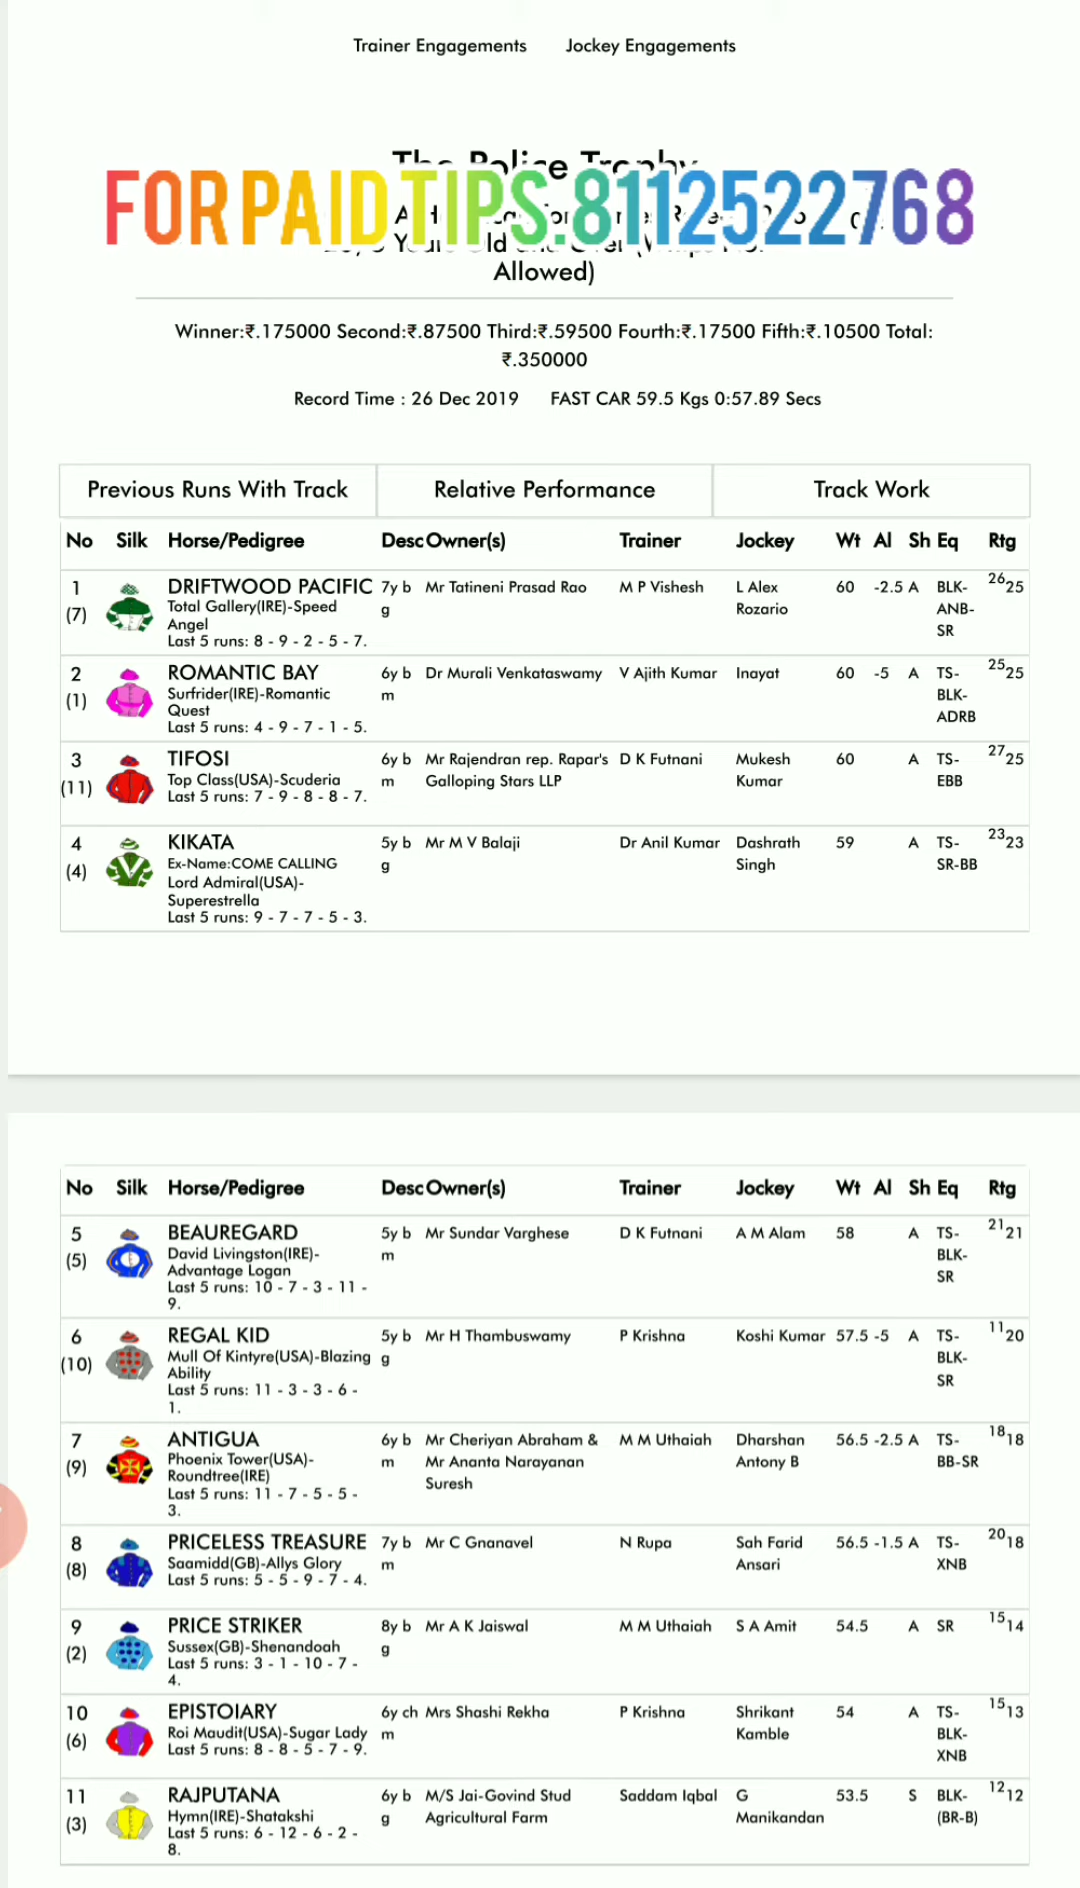 Trainer Engagements Jockey Engagements
The Police Trophy
FOR PAID TIPS.8112522768
Allowed)
Winner:₹.175000 Second:₹.87500 Third:₹.59500 Fourth:₹.17500 Fifth:₹.10500 Total:
₹.350000
Record Time : 26 Dec 2019 FAST CAR 59.5 Kgs 0:57.89 Secs
Previous Runs With Track Relative Performance Track Work
No Silk Horse/Pedigree Desc Owner(s) Trainer Jockey Wt Al Sh Eq Rtg
1 DRIFTWOOD PACIFIC 7y b Mr Tatineni Prasad Rao M P Vishesh L Alex 60 -2.5 A BLK- 26 25
(7) Total Gallery(IRE)-Speed g Rozario ANB-
Angel SR
Last 5 runs: 8 - 9 - 2 - 5 - 7.
2 ROMANTIC BAY 6y b Dr Murali Venkataswamy V Ajith Kumar Inayat 60 -5 A TS- 25 25
(1) Surfrider(IRE)-Romantic m BLK-
Quest ADRB
Last 5 runs: 4 - 9 - 7 - 1 - 5.
3 TIFOSI 6y b Mr Rajendran rep. Rapar's D K Futnani Mukesh 60 A TS- 27 25
(11) Top Class(USA)-Scuderia m Galloping Stars LLP Kumar EBB
Last 5 runs: 7 - 9 - 8 - 8 - 7.
4 KIKATA 5y b Mr M V Balaji Dr Anil Kumar Dashrath 59 A TS- 23 23
(4) Ex-Name:COME CALLING g Singh SR-BB
Lord Admiral(USA)-
Superestrella
Last 5 runs: 9 - 7 - 7 - 5 - 3.
No Silk Horse/Pedigree Desc Owner(s) Trainer Jockey Wt Al Sh Eq Rtg
5 BEAUREGARD 5y b Mr Sundar Varghese D K Futnani A M Alam 58 A TS- 21 21
(5) David Livingston(IRE)- m BLK-
Advantage Logan SR
Last 5 runs: 10 - 7 - 3 - 11 -
9.
6 REGAL KID 5y b Mr H Thambuswamy P Krishna Koshi Kumar 57.5 -5 A TS- 11 20
(10) Mull Of Kintyre(USA)-Blazing g BLK-
Ability SR
Last 5 runs: 11 - 3 - 3 - 6 -
1.
7 ANTIGUA 6y b Mr Cheriyan Abraham & M M Uthaiah Dharshan 56.5 -2.5 A TS- 18 18
(9) Phoenix Tower(USA)- m Mr Ananta Narayanan Antony B BB-SR
Roundtree(IRE) Suresh
Last 5 runs: 11 - 7 - 5 - 5 -
3.
8 PRICELESS TREASURE 7y b Mr C Gnanavel N Rupa Sah Farid 56.5 -1.5 A TS- 20 18
(8) Saamidd(GB)-Allys Glory m Ansari XNB
Last 5 runs: 5 - 5 - 9 - 7 - 4.
9 PRICE STRIKER 8y b Mr A K Jaiswal M M Uthaiah S A Amit 54.5 A SR 15 14
(2) Sussex(GB)-Shenandoah g
Last 5 runs: 3 - 1 - 10 - 7 -
4.
10 EPISTOIARY 6y ch Mrs Shashi Rekha P Krishna Shrikant 54 A TS- 15 13
(6) Roi Maudit(USA)-Sugar Lady m Kamble BLK-
Last 5 runs: 8 - 8 - 5 - 7 - 9. XNB
11 RAJPUTANA 6y b M/S Jai-Govind Stud Saddam Iqbal G 53.5 S BLK- 12 12
(3) Hymn(IRE)-Shatakshi g Agricultural Farm Manikandan (BR-B)
Last 5 runs: 6 - 12 - 6 - 2 -
8.